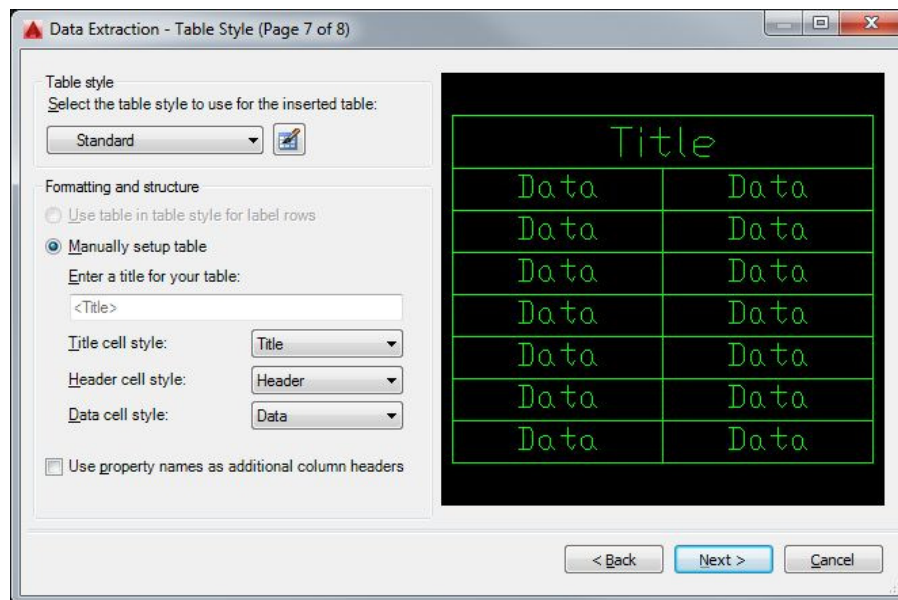 Data Extraction - Table Style (Page 7 of 8)
Table style
Select the table style to use for the inserted table:
Standard
Formatting and structure
Use table in table style for label rows
Manually setup table
Enter a title for your table:
<Title>
Title cell style:
Title
Header cell style:
Header
Data cell style:
Data
Use property names as additional column headers
Title
Data Data
Data Data
Data Data
Data Data
Data Data
Data Data
Data Data
< Back
Next >
Cancel